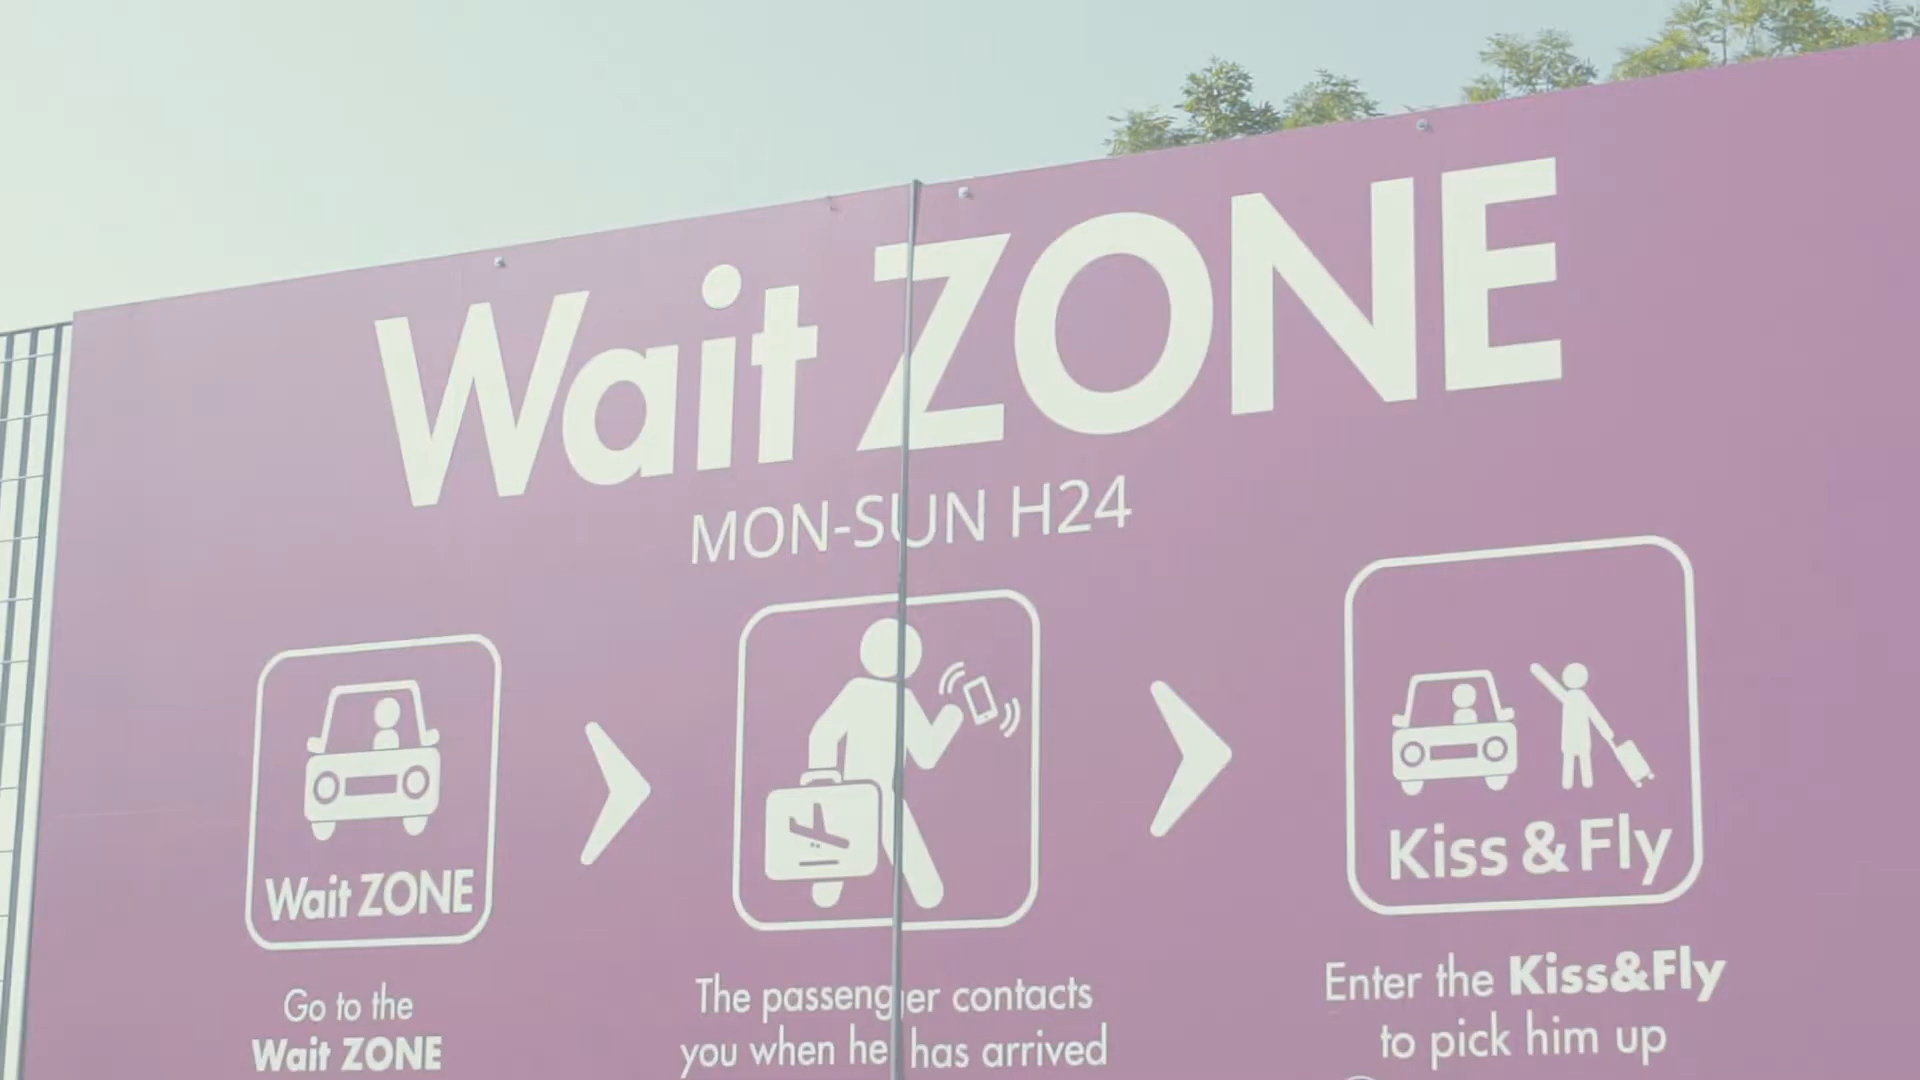 Wait ZONE
MON-SUN H24
Wait ZONE
Go to the
Wait ZONE
The passenger contacts
you when he has arrived
Kiss & Fly
Enter the Kiss&Fly
to pick him up